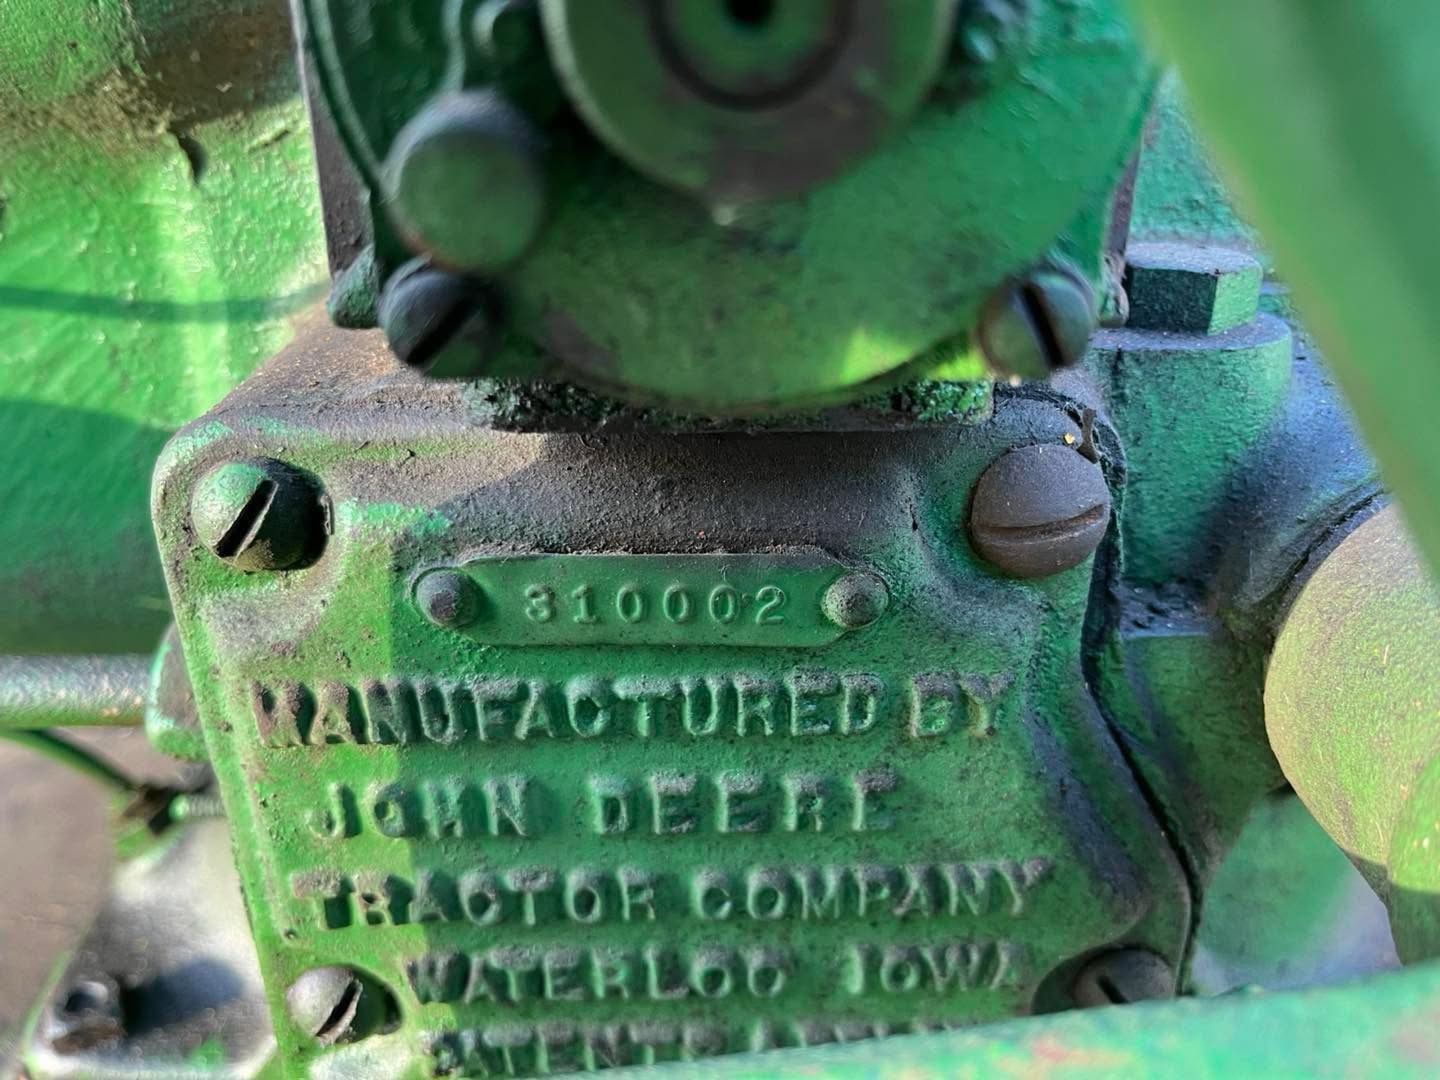 310002
MANUFACTURED BY
JOHN DEERE
TRACTOR COMPANY
WATERLOO IOWA